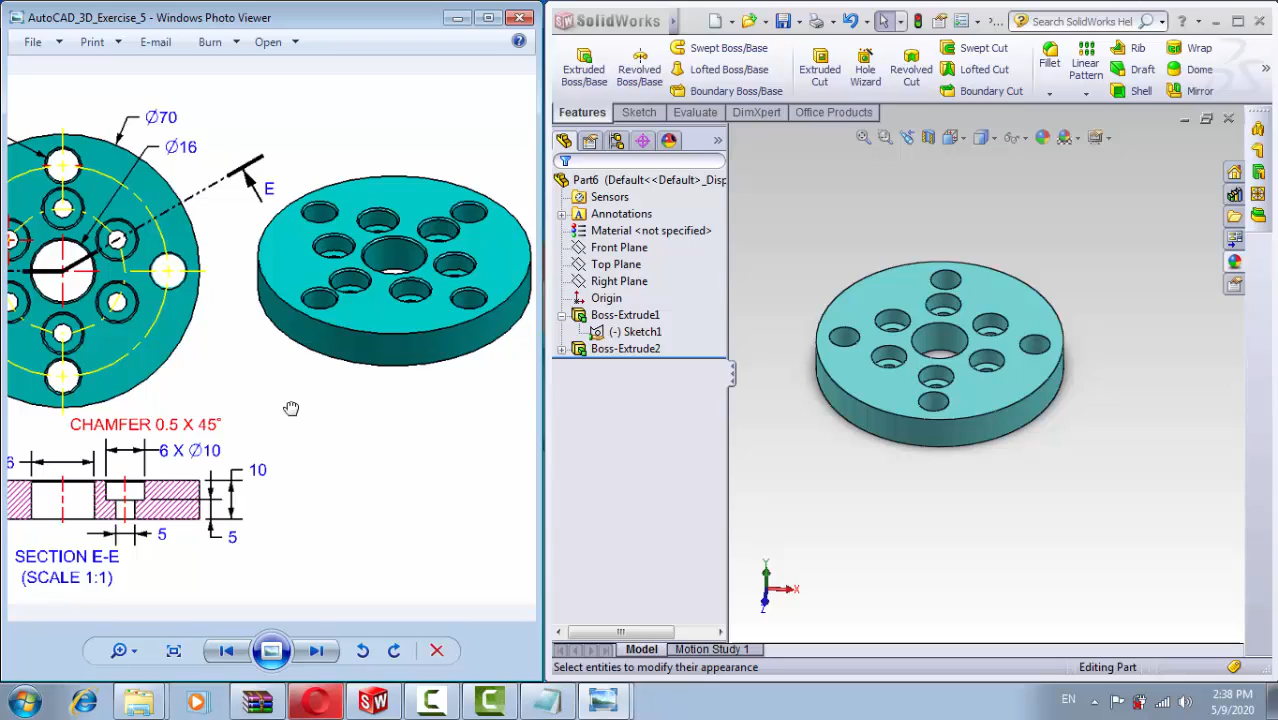 AutoCAD_3D_Exercise_5 - Windows Photo Viewer
File Print E-mail Burn Open
Ø70
Ø16
E
CHAMFER 0.5 X 45°
6 X Ø10
6
10
5
5
SECTION E-E
(SCALE 1:1)
SolidWorks
Search SolidWorks Hel
Extruded Boss/Base
Revolved Boss/Base
Swept Boss/Base
Lofted Boss/Base
Boundary Boss/Base
Extruded Cut
Hole Wizard
Revolved Cut
Swept Cut
Lofted Cut
Boundary Cut
Fillet
Linear Pattern
Rib
Draft
Shell
Wrap
Dome
Mirror
Features Sketch Evaluate DimXpert Office Products
Part6 (Default<<Default>_Disp
Sensors
Annotations
Material <not specified>
Front Plane
Top Plane
Right Plane
Origin
Boss-Extrude1
(-) Sketch1
Boss-Extrude2
Y
X
Z
Model Motion Study 1
Select entities to modify their appearance
Editing Part
EN
2:38 PM
5/9/2020